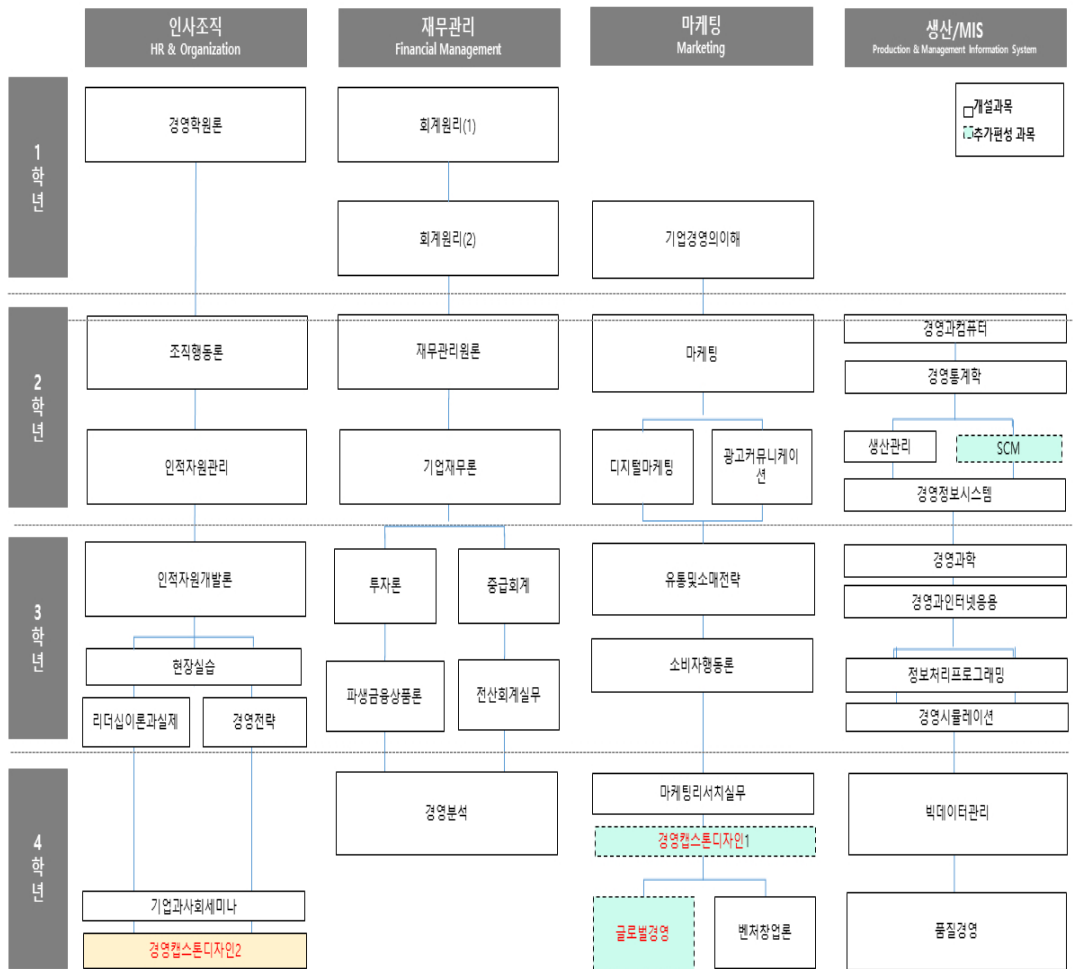 인사조직
HR & Organization
재무관리
Financial Management
마케팅
Marketing
생산/MIS
Production & Management Information System
개설과목
추가편성 과목
1
학
년
경영학원론
회계원리(1)
회계원리(2)
기업경영의이해
2
학
년
조직행동론
재무관리원론
마케팅
경영과컴퓨터
경영통계학
인적자원관리
기업재무론
디지털마케팅
광고커뮤니케이
션
생산관리
SCM
경영정보시스템
3
학
년
인적자원개발론
투자론
중급회계
유통및소매전략
경영과학
경영과인터넷응용
현장실습
리더십이론과실제
경영전략
파생금융상품론
전산회계실무
소비자행동론
정보처리프로그래밍
경영시뮬레이션
4
학
년
경영분석
마케팅리서치실무
경영캡스톤디자인1
빅데이터관리
기업과사회세미나
경영캡스톤디자인2
글로벌경영
벤처창업론
품질경영